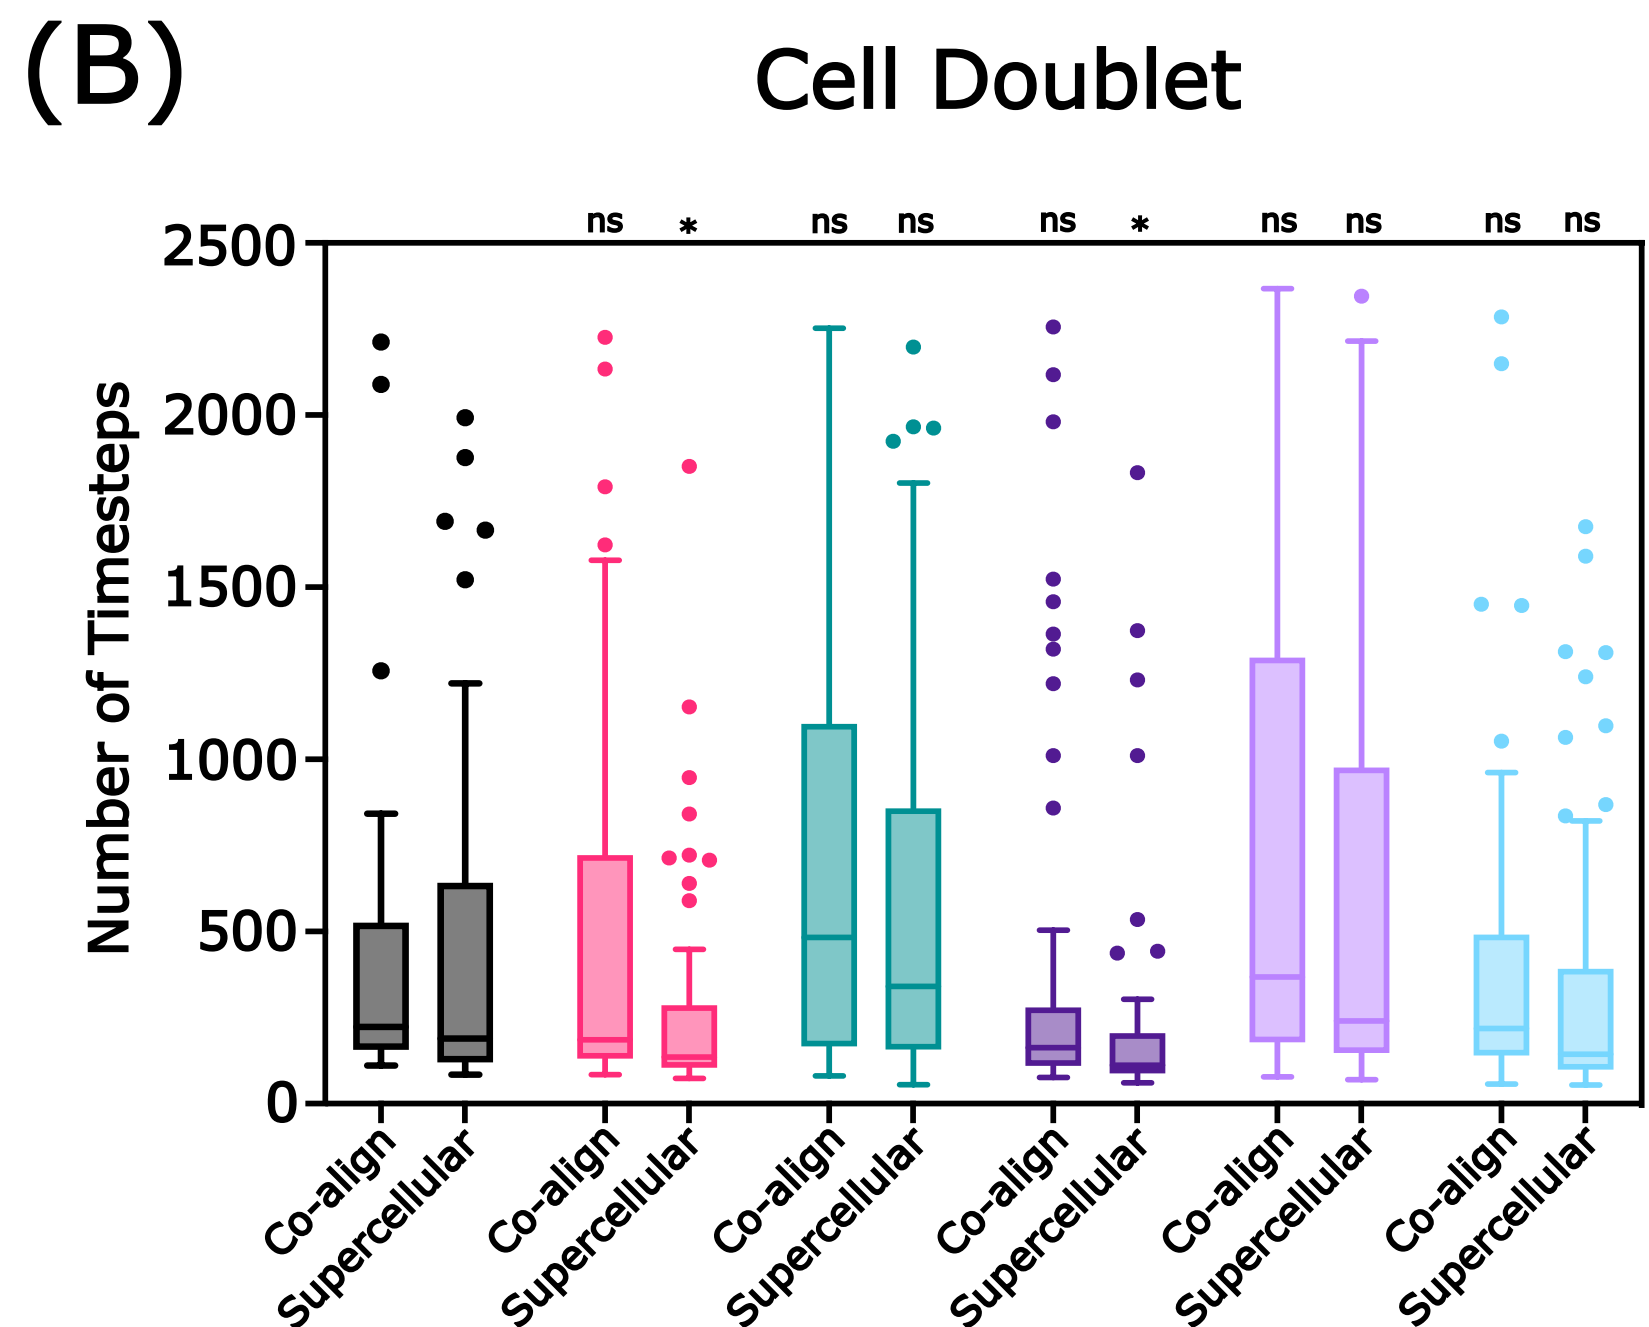 (B)
Cell Doublet
ns * ns ns ns * ns ns ns ns
Number of Timesteps
2500
2000
1500
1000
500
0
Co-align
Supercellular
Co-align
Supercellular
Co-align
Supercellular
Co-align
Supercellular
Co-align
Supercellular
Co-align
Supercellular